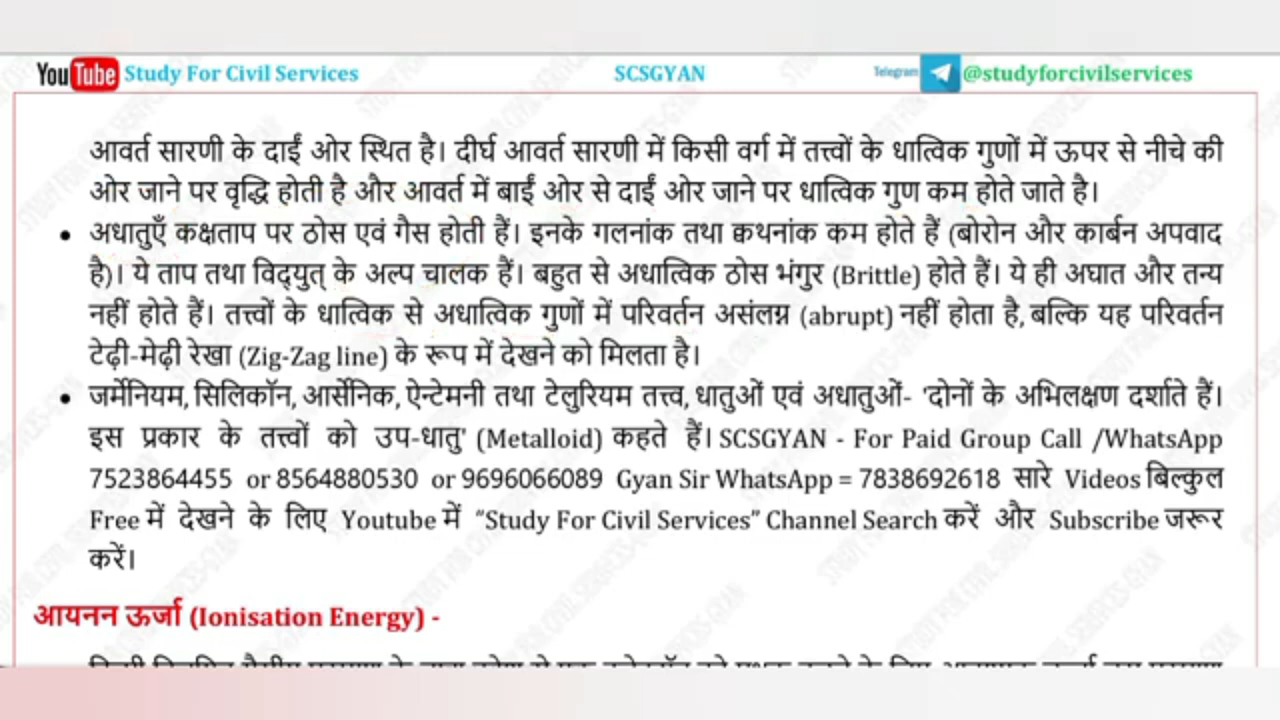 YouTube Study For Civil Services SCSGYAN Telegram @studyforcivilservices
आवर्त सारणी के दाईं ओर स्थित है। दीर्घ आवर्त सारणी में किसी वर्ग में तत्त्वों के धात्विक गुणों में ऊपर से नीचे की
ओर जाने पर वृद्धि होती है और आवर्त में बाईं ओर से दाईं ओर जाने पर धात्विक गुण कम होते जाते है।
• अधातुएँ कक्षताप पर ठोस एवं गैस होती हैं। इनके गलनांक तथा क्वथनांक कम होते हैं (बोरोन और कार्बन अपवाद
है)। ये ताप तथा विद्युत् के अल्प चालक हैं। बहुत से अधात्विक ठोस भंगुर (Brittle) होते हैं। ये ही अघात और तन्य
नहीं होते हैं। तत्त्वों के धात्विक से अधात्विक गुणों में परिवर्तन असंलग्न (abrupt) नहीं होता है, बल्कि यह परिवर्तन
टेढ़ी-मेढ़ी रेखा (Zig-Zag line) के रूप में देखने को मिलता है।
• जर्मेनियम, सिलिकॉन, आर्सेनिक, ऐन्टेमनी तथा टेलुरियम तत्त्व, धातुओं एवं अधातुओं- 'दोनों के अभिलक्षण दर्शाते हैं।
इस प्रकार के तत्त्वों को उप-धातु' (Metalloid) कहते हैं। SCSGYAN - For Paid Group Call /WhatsApp
7523864455 or 8564880530 or 9696066089 Gyan Sir WhatsApp = 7838692618 सारे Videos बिल्कुल
Free में देखने के लिए Youtube में "Study For Civil Services" Channel Search करें और Subscribe जरूर
करें।
आयनन ऊर्जा (Ionisation Energy) -